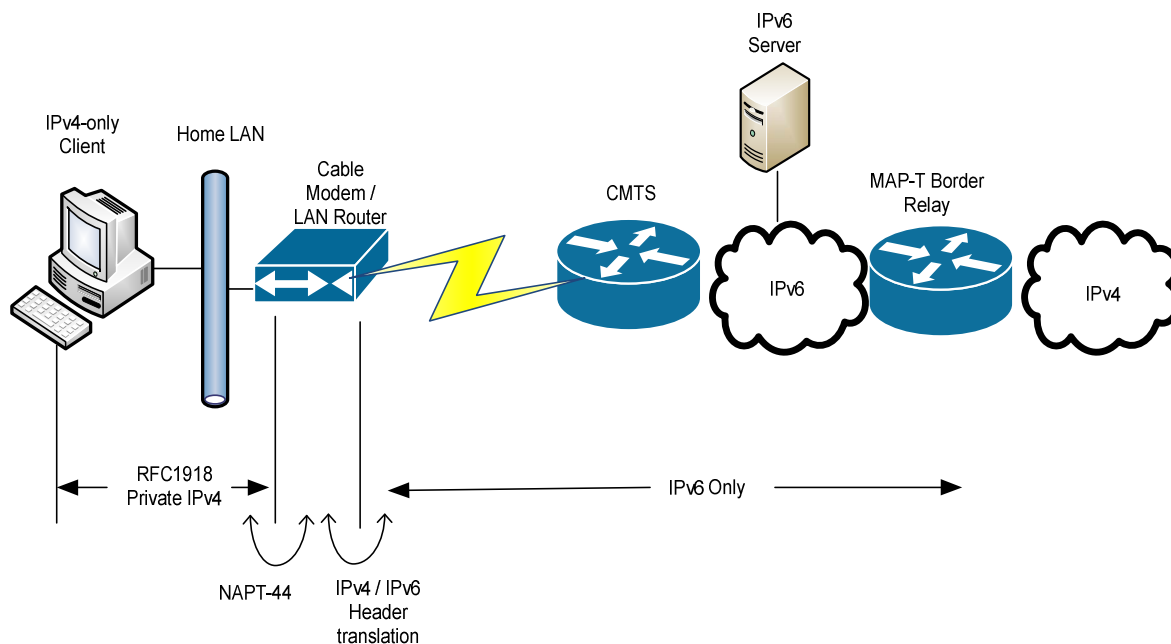 IPv6
Server
IPv4-only
Client
Home LAN
Cable
Modem /
LAN Router
CMTS
MAP-T Border
Relay
IPv6
IPv4
RFC1918
Private IPv4
IPv6 Only
NAPT-44
IPv4 / IPv6
Header
translation